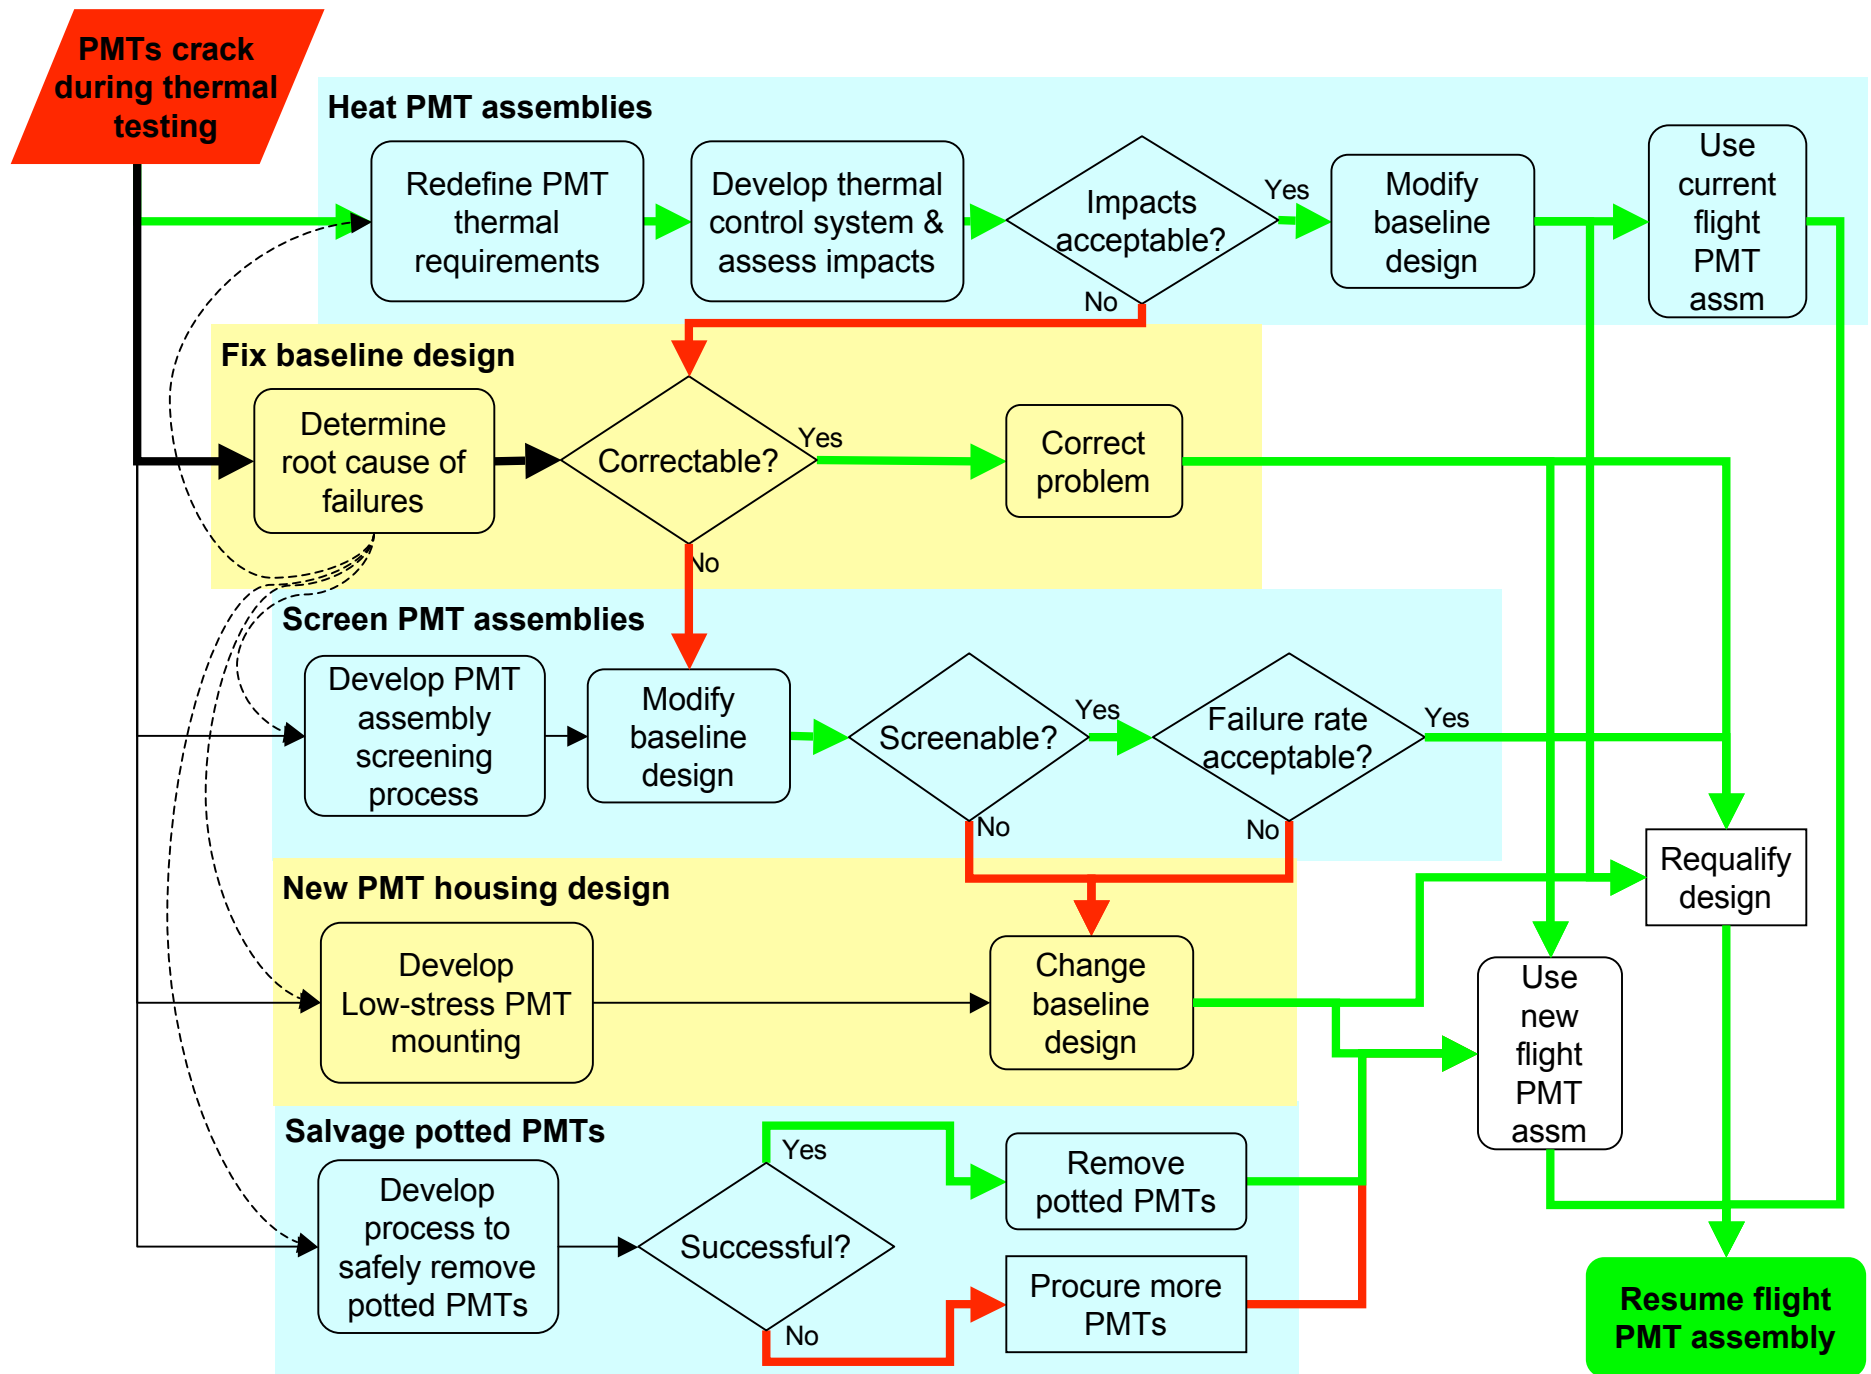 PMTs crack
during thermal
testing
Heat PMT assemblies
Redefine PMT
thermal
requirements
Develop thermal
control system &
assess impacts
Impacts
acceptable?
Yes
No
Modify
baseline
design
Use
current
flight
PMT
assm
Fix baseline design
Determine
root cause of
failures
Correctable?
Yes
No
Correct
problem
Screen PMT assemblies
Develop PMT
assembly
screening
process
Modify
baseline
design
Screenable?
Yes
No
Failure rate
acceptable?
Yes
No
Requalify
design
New PMT housing design
Develop
Low-stress PMT
mounting
Change
baseline
design
Use
new
flight
PMT
assm
Salvage potted PMTs
Develop
process to
safely remove
potted PMTs
Successful?
Yes
No
Remove
potted PMTs
Procure more
PMTs
Resume flight
PMT assembly